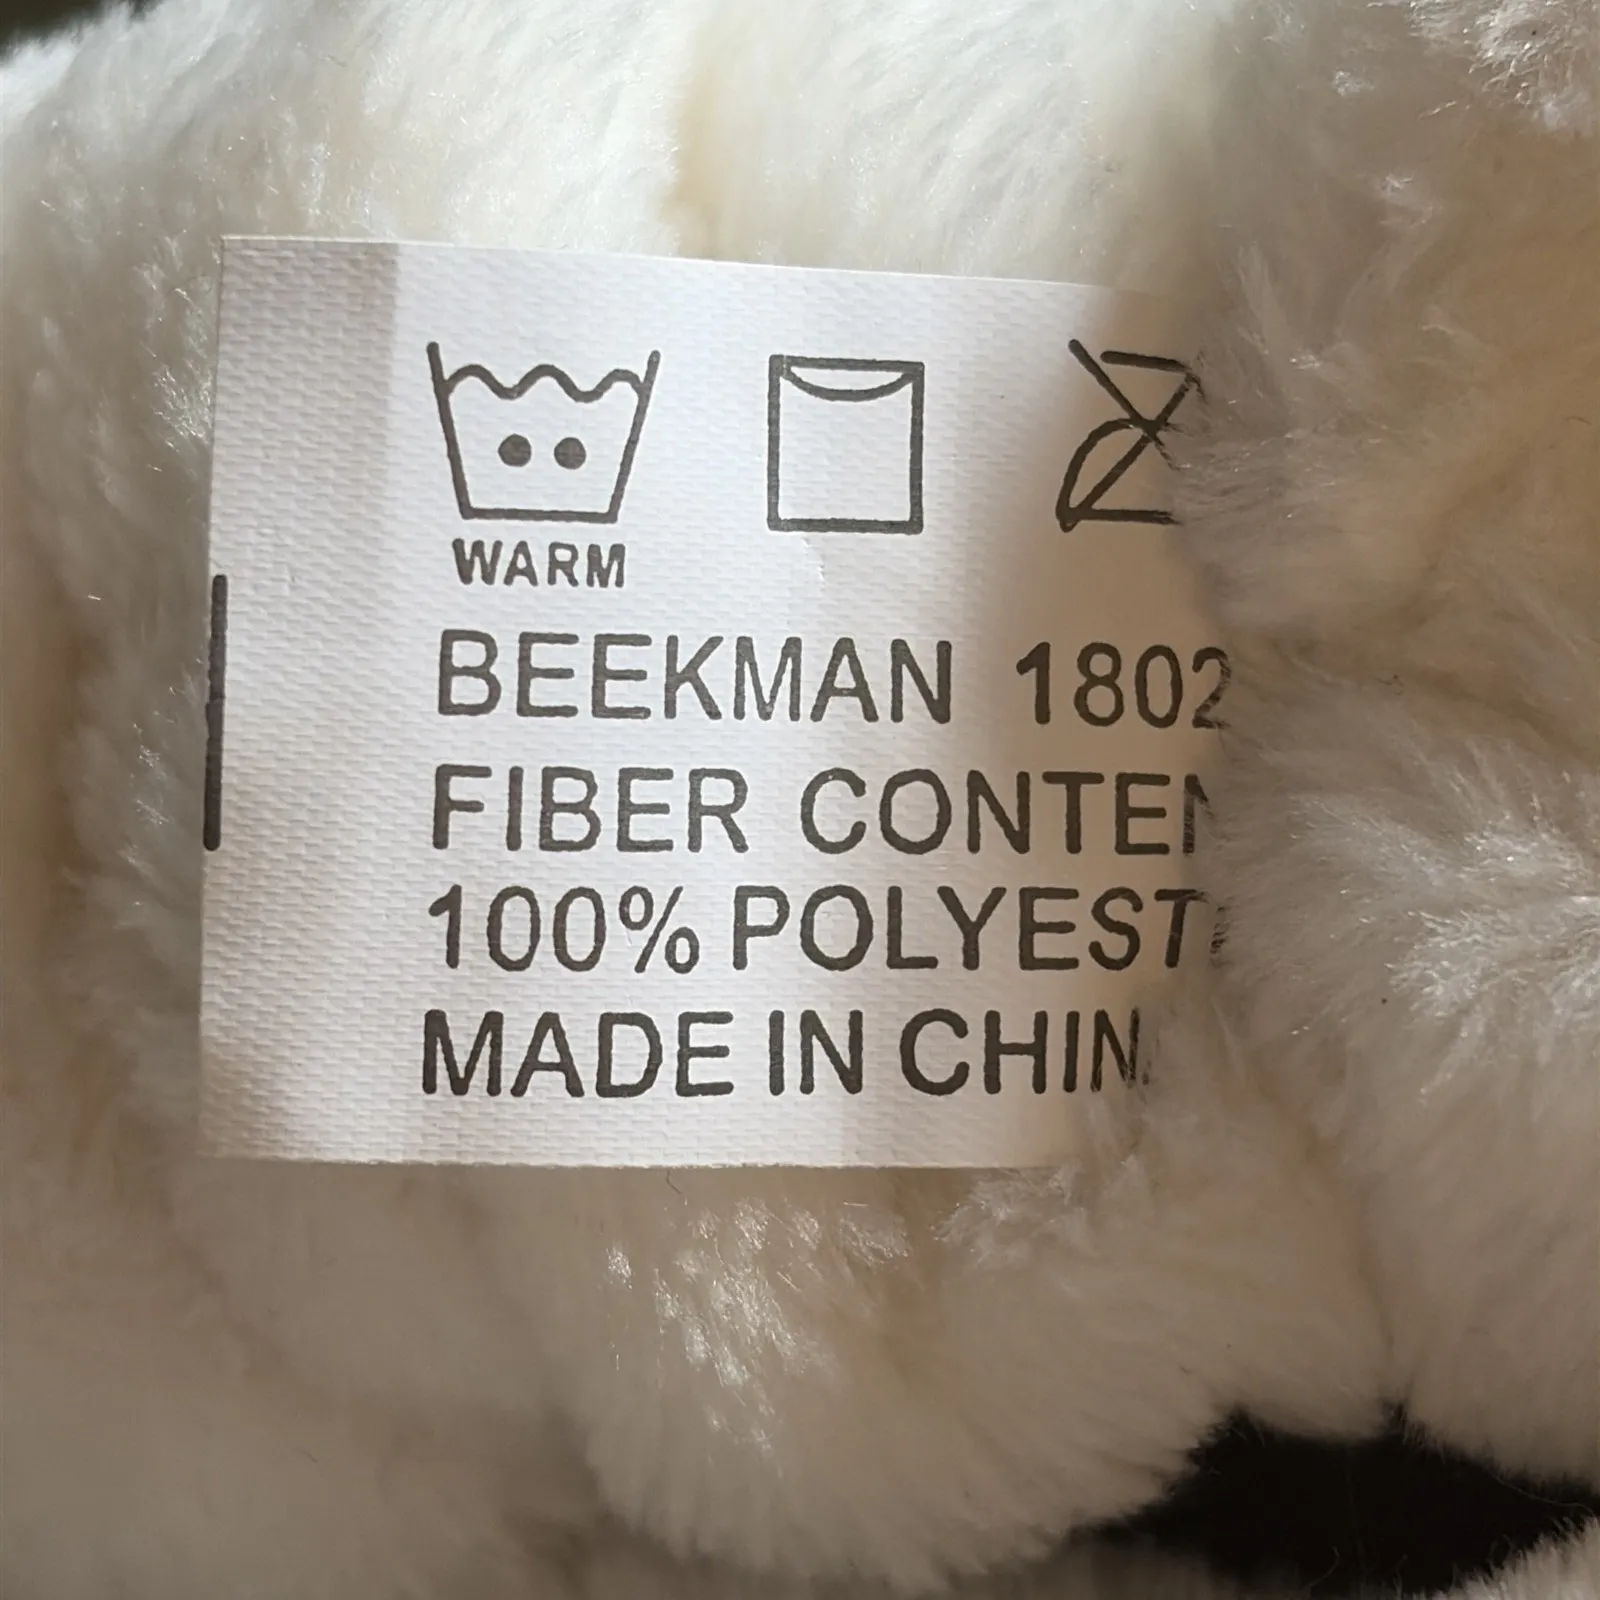 WARM
BEEKMAN 1802
FIBER CONTEN
100% POLYEST
MADE IN CHIN